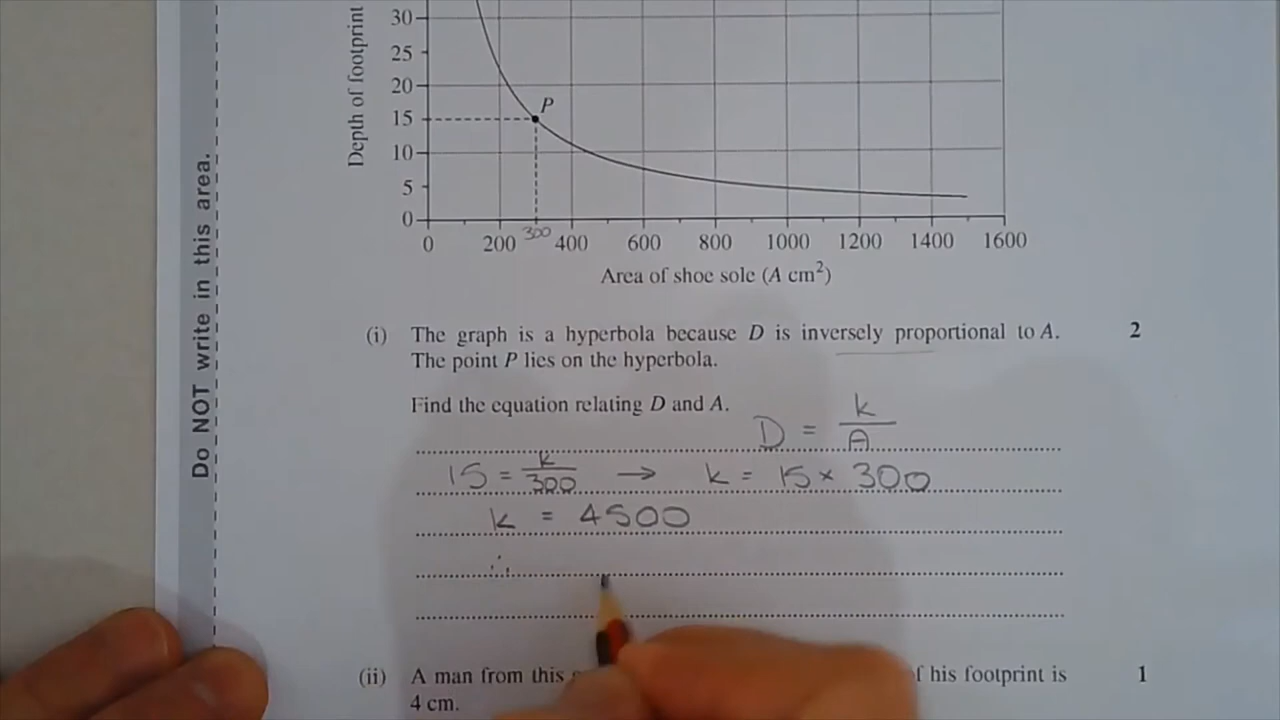 Do NOT write in this area.
Depth of footprint
30
25
20
15
10
5
0
P
0 200 300 400 600 800 1000 1200 1400 1600
Area of shoe sole (A cm²)
(i) The graph is a hyperbola because D is inversely proportional to A. 2
The point P lies on the hyperbola.
Find the equation relating D and A.
D = k/A
15 = k/300 → k = 15 × 300
k = 4500
∴
(ii) A man from this of his footprint is 1
4 cm.